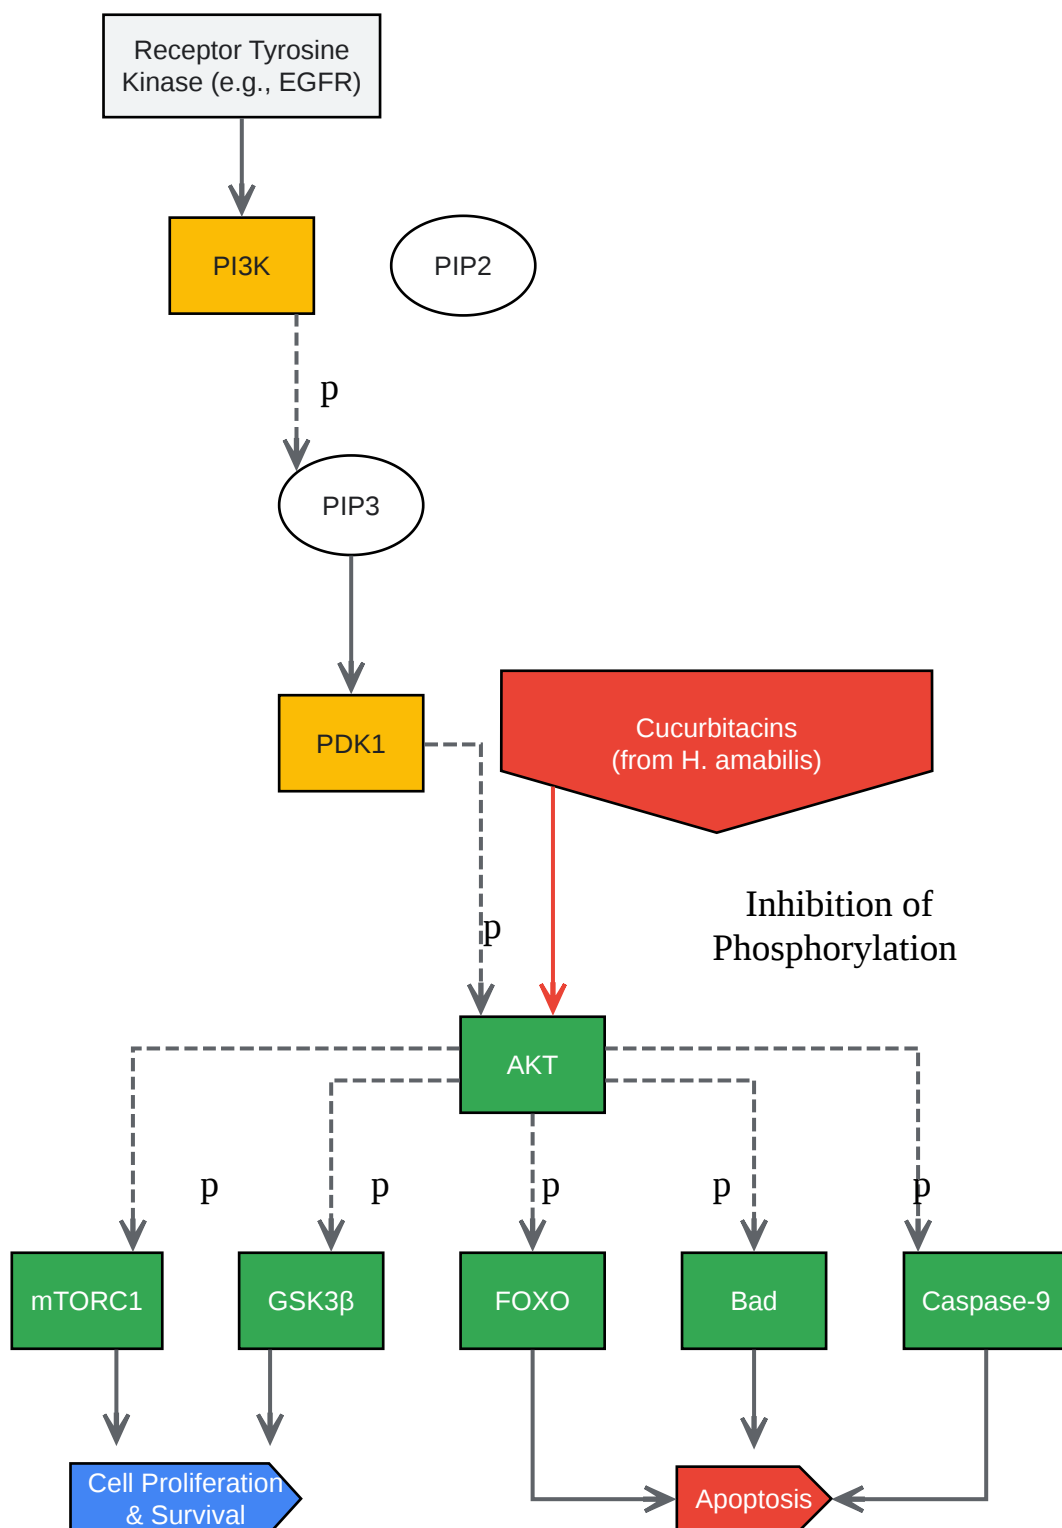 Receptor Tyrosine
Kinase (e.g., EGFR)
PI3K
PIP2
p
PIP3
PDK1
Cucurbitacins
(from H. amabilis)
Inhibition of
Phosphorylation
p
AKT
p
p
p
p
p
mTORC1
GSK3β
FOXO
Bad
Caspase-9
Cell Proliferation
& Survival
Apoptosis